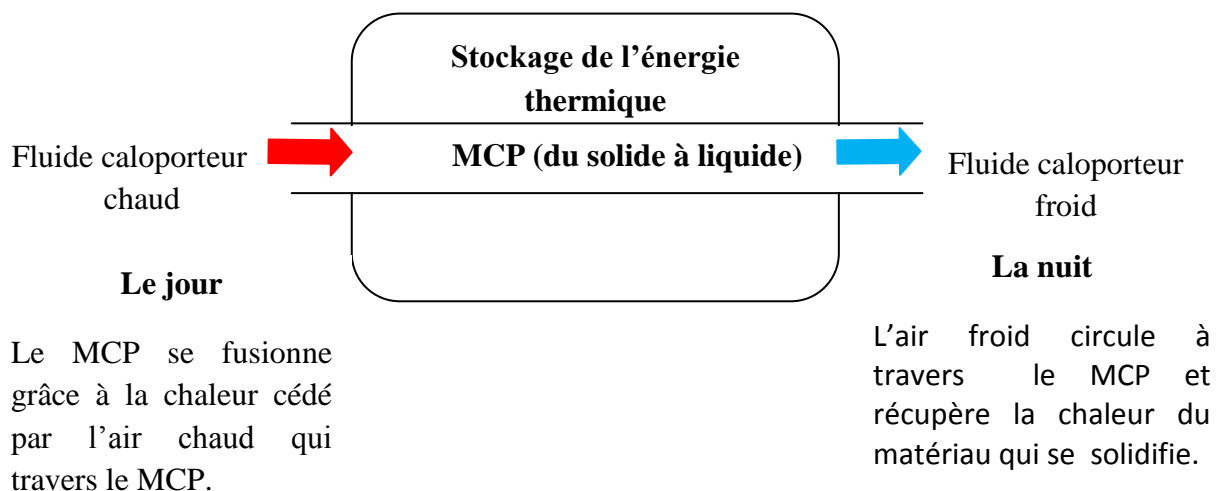 Stockage de l’énergie
thermique
MCP (du solide à liquide)
Fluide caloporteur
chaud
Fluide caloporteur
froid
Le jour
La nuit
Le MCP se fusionne
grâce à la chaleur cédé
par l’air chaud qui
travers le MCP.
L’air froid circule à
travers le MCP et
récupère la chaleur du
matériau qui se solidifie.